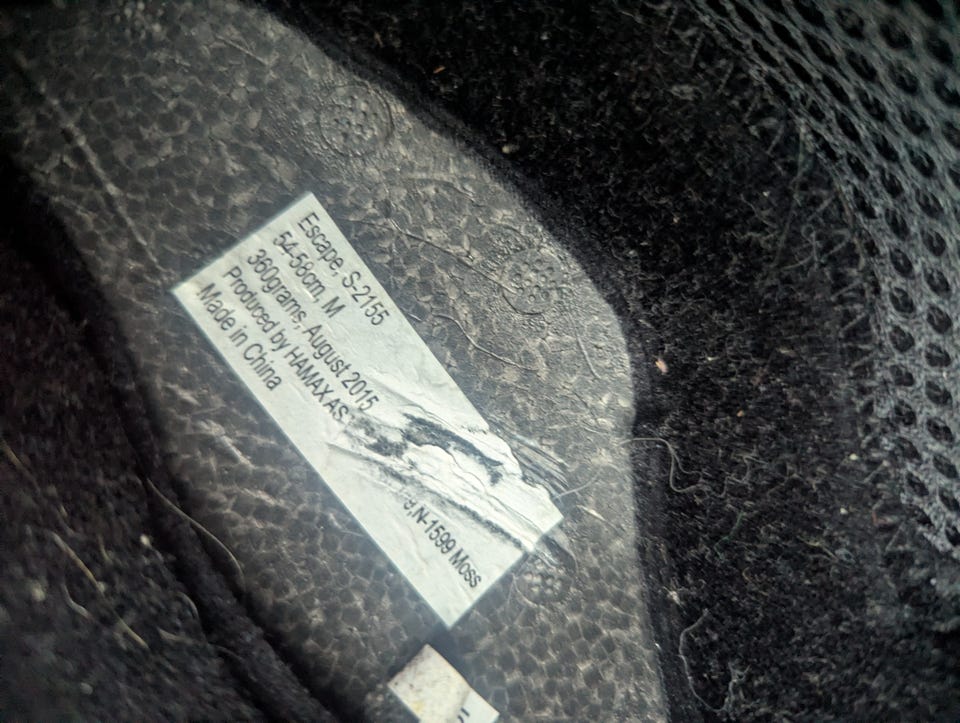 Escape, S-2155
54-58cm, M
360grams, August 2015
Produced by HAMAX AS, N-1599 Moss
Made in China